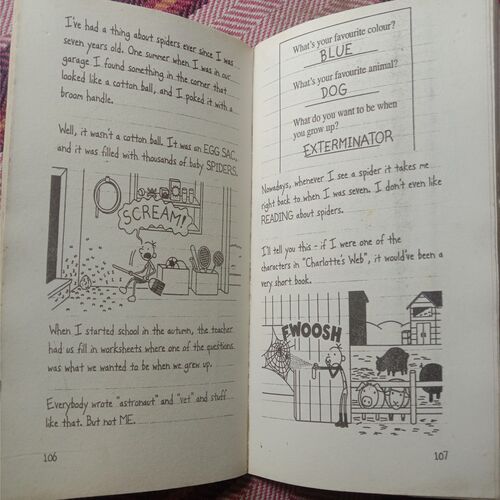 I've had a thing about spiders ever since I was
seven years old. One summer when I was in our
garage I found something in the corner that
looked like a cotton ball, and I poked it with a
broom handle.
Well, it wasn't a cotton ball. It was an EGG SAC,
and it was filled with thousands of baby SPIDERS.
SCREAM!
When I started school in the autumn, the teacher
had us fill in worksheets where one of the questions
was what we wanted to be when we grew up.
Everybody wrote "astronaut" and "vet" and stuff
like that. But not ME.
106
What's your favourite colour?
BLUE
What's your favourite animal?
DOG
What do you want to be when
you grow up?
EXTERMINATOR
Nowadays, whenever I see a spider it takes me
right back to when I was seven. I don't even like
READING about spiders.
I'll tell you this - if I were one of the
characters in "Charlotte's Web", it would've been a
very short book.
FWOOSH
107